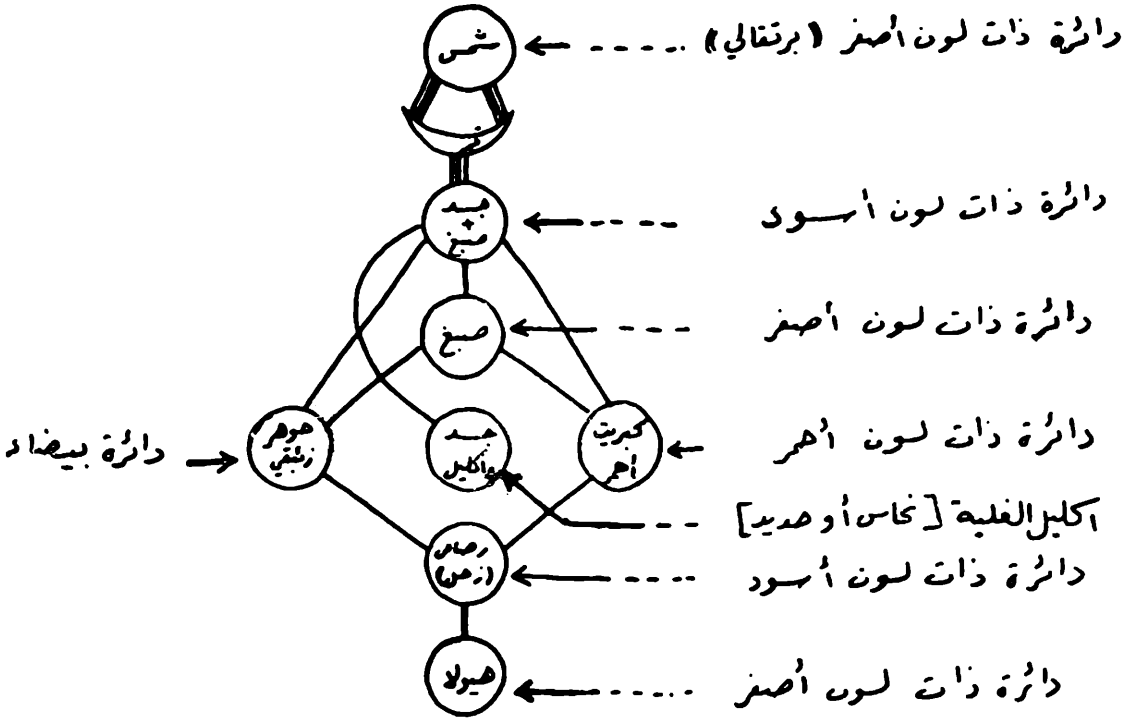 شمس
دائرة ذات لون أصفر (برتقالي)
جسد
+
صبغ
دائرة ذات لون أسود
صبغ
دائرة ذات لون أصفر
جوهر
زئبقي
دائرة بيضاء
جسد
أكليل
كبريت
أحمر
دائرة ذات لون أحمر
اكليل الغلبة [نحاس أو حديد]
رصاص
(زحل)
دائرة ذات لون أسود
هيولا
دائرة ذات لون أصفر